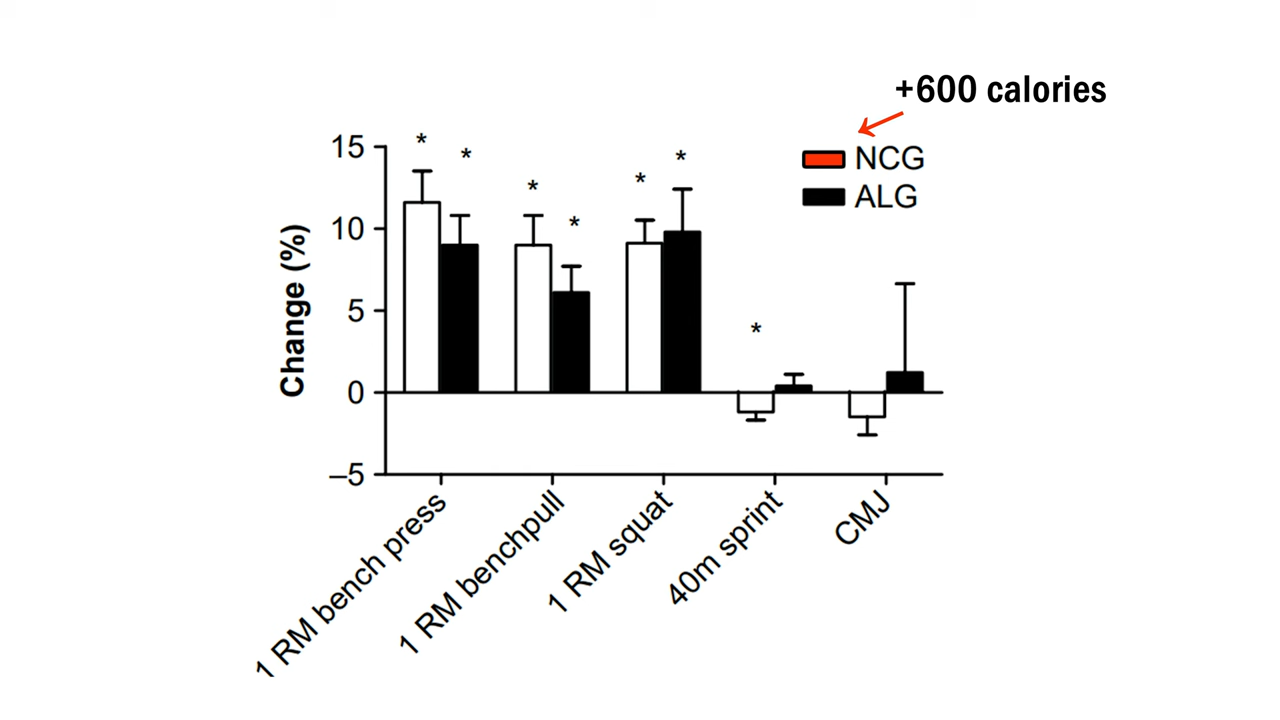 +600 calories
NCG
ALG
Change (%)
15
10
5
0
–5
* * * * * * *
1 RM bench press
1 RM benchpull
1 RM squat
40m sprint
CMJ